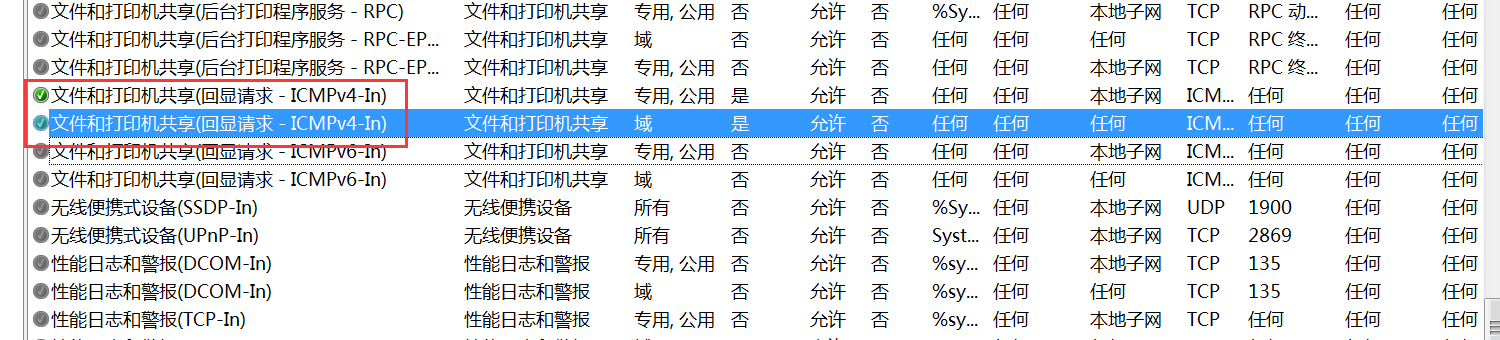 文件和打印机共享(后台打印程序服务 - RPC) 文件和打印机共享 专用, 公用 否 允许 否 %Sy... 任何 本地子网 TCP RPC 动... 任何 任何
文件和打印机共享(后台打印程序服务 - RPC-EP... 文件和打印机共享 域 否 允许 否 任何 任何 任何 TCP RPC 终... 任何 任何
文件和打印机共享(后台打印程序服务 - RPC-EP... 文件和打印机共享 专用, 公用 否 允许 否 任何 任何 本地子网 TCP RPC 终... 任何 任何
文件和打印机共享(回显请求 - ICMPv4-In) 文件和打印机共享 专用, 公用 是 允许 否 任何 任何 本地子网 ICM... 任何 任何 任何
文件和打印机共享(回显请求 - ICMPv4-In) 文件和打印机共享 域 是 允许 否 任何 任何 任何 ICM... 任何 任何 任何
文件和打印机共享(回显请求 - ICMPv6-In) 文件和打印机共享 专用, 公用 否 允许 否 任何 任何 本地子网 ICM... 任何 任何 任何
文件和打印机共享(回显请求 - ICMPv6-In) 文件和打印机共享 域 否 允许 否 任何 任何 任何 ICM... 任何 任何 任何
无线便携式设备(SSDP-In) 无线便携设备 所有 否 允许 否 %Sy... 任何 本地子网 UDP 1900 任何 任何
无线便携式设备(UPnP-In) 无线便携设备 所有 否 允许 否 Syst... 任何 本地子网 TCP 2869 任何 任何
性能日志和警报(DCOM-In) 性能日志和警报 专用, 公用 否 允许 否 %sy... 任何 本地子网 TCP 135 任何 任何
性能日志和警报(DCOM-In) 性能日志和警报 域 否 允许 否 %sy... 任何 任何 TCP 135 任何 任何
性能日志和警报(TCP-In) 性能日志和警报 专用, 公用 否 允许 否 %sy... 任何 本地子网 TCP 任何 任何 任何